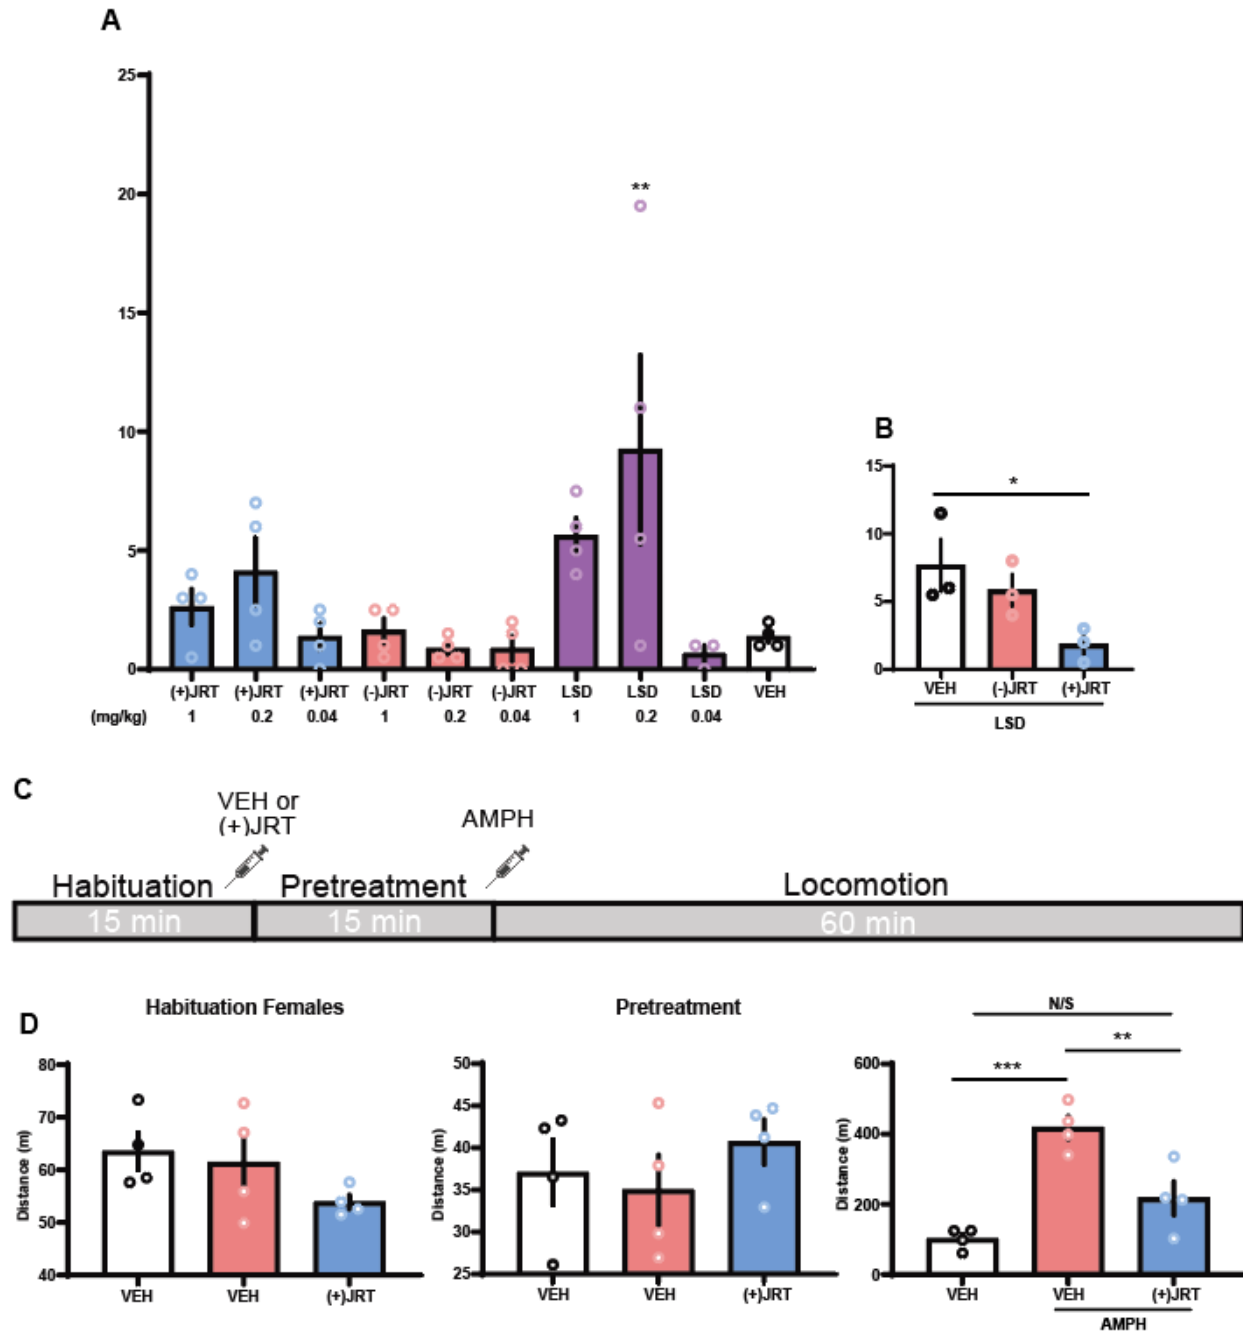 A
25
20
15
10
5
0
**
(+)JRT (+)JRT (+)JRT (-)JRT (-)JRT (-)JRT LSD LSD LSD VEH
(mg/kg) 1 0.2 0.04 1 0.2 0.04 1 0.2 0.04
B
15
10
5
0
*
VEH (-)JRT (+)JRT
LSD
C
VEH or
(+)JRT
AMPH
Habituation Pretreatment Locomotion
15 min 15 min 60 min
D
Habituation Females
Distance (m)
80
70
60
50
40
VEH VEH (+)JRT
Pretreatment
Distance (m)
50
45
40
35
30
25
VEH VEH (+)JRT
N/S
**
***
Distance (m)
600
400
200
0
VEH VEH (+)JRT
AMPH